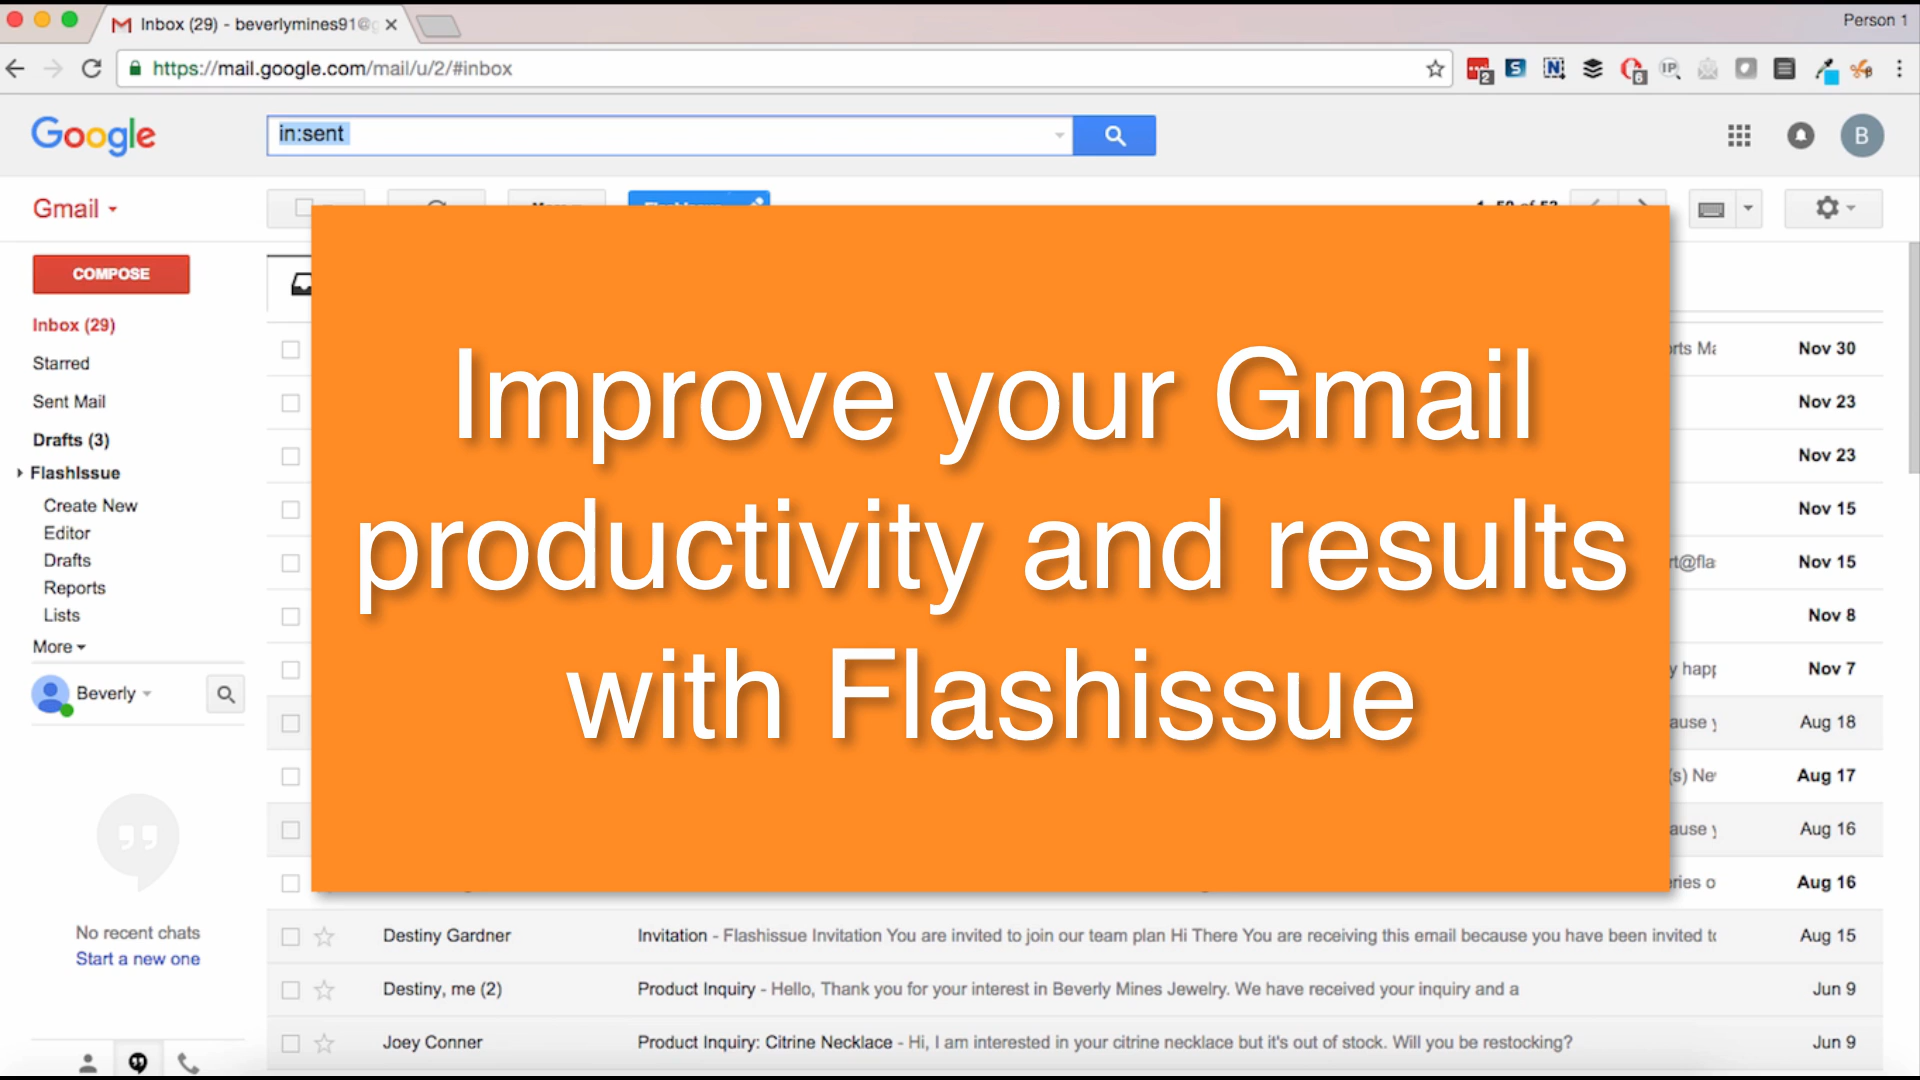 Inbox (29) - beverlymines91@
Person 1
https://mail.google.com/mail/u/2/#inbox
2
S
N
6
IP
Google
in:sent
B
Gmail
COMPOSE
Inbox (29)
Starred
Sent Mail
Drafts (3)
FlashIssue
Create New
Editor
Drafts
Reports
Lists
More
Beverly
No recent chats
Start a new one
Improve your Gmail
productivity and results
with Flashissue
Nov 30
Nov 23
Nov 23
Nov 15
Nov 15
Nov 8
y happ Nov 7
ause y Aug 18
(s) Aug 17
ause y Aug 16
Aug 16
Destiny Gardner Invitation - Flashissue Invitation You are invited to join our team plan Hi There You are receiving this email because you have been invited to Aug 15
Destiny, me (2) Product Inquiry - Hello, Thank you for your interest in Beverly Mines Jewelry. We have received your inquiry and a Jun 9
Joey Conner Product Inquiry: Citrine Necklace - Hi, I am interested in your citrine necklace but it's out of stock. Will you be restocking? Jun 9